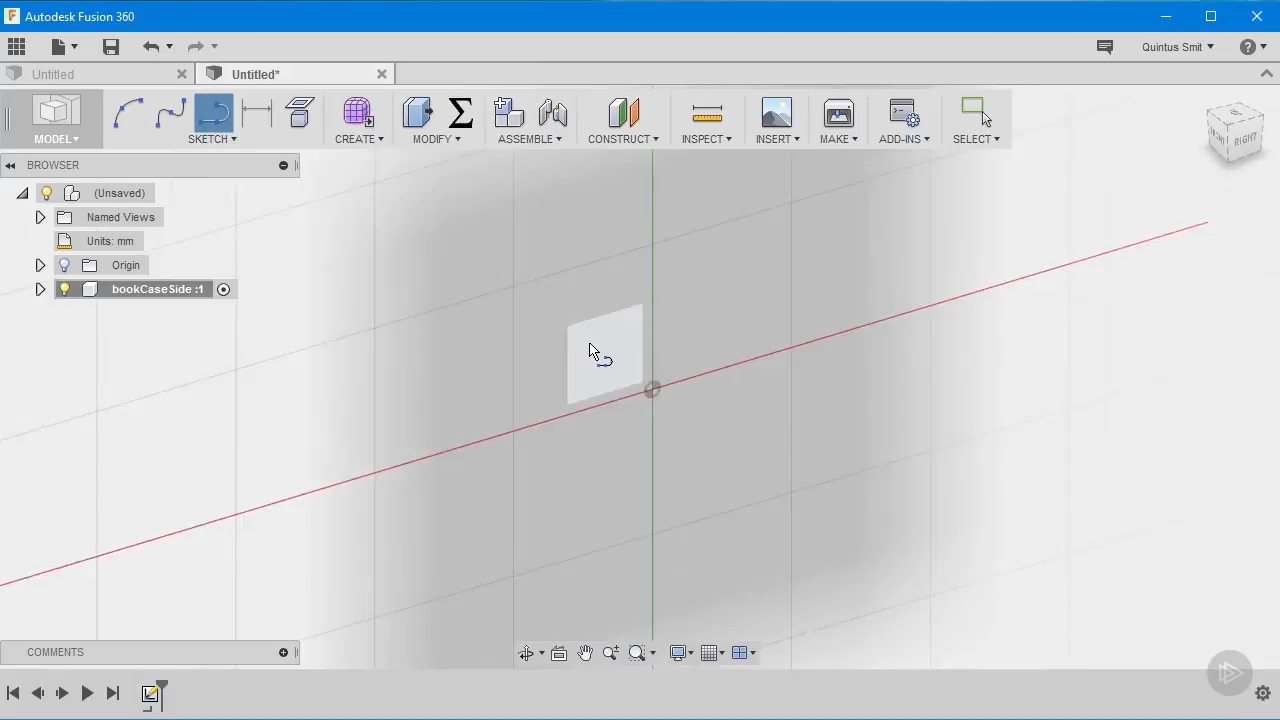 Autodesk Fusion 360
Quintus Smit
Untitled
Untitled*
MODEL
SKETCH
CREATE
MODIFY
ASSEMBLE
CONSTRUCT
INSPECT
INSERT
MAKE
ADD-INS
SELECT
RIGHT
BROWSER
(Unsaved)
Named Views
Units: mm
Origin
bookCaseSide :1
COMMENTS